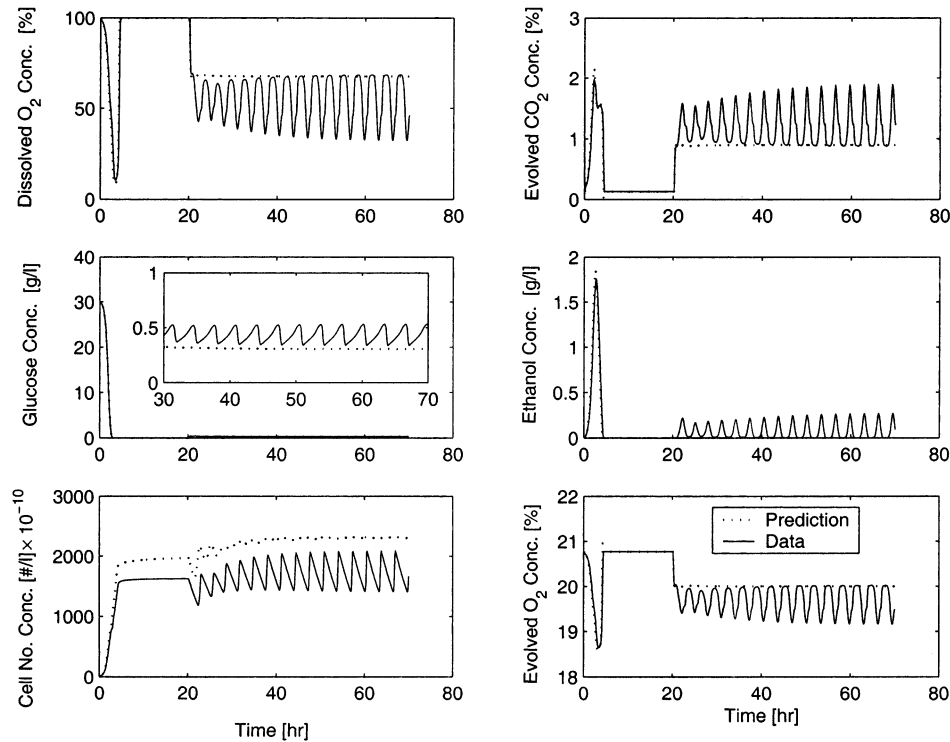 Dissolved O2 Conc. [%]
100
50
0
0 20 40 60 80
Evolved CO2 Conc. [%]
3
2
1
0
0 20 40 60 80
Glucose Conc. [g/l]
40
30
20
10
0
0 20 40 60 80
1
0.5
0
30 40 50 60 70
Ethanol Conc. [g/l]
2
1.5
1
0.5
0
0 20 40 60 80
Cell No. Conc. [#/l]× 10−10
3000
2000
1000
0
0 20 40 60 80
Time [hr]
Evolved O2 Conc. [%]
22
21
20
19
18
0 20 40 60 80
Prediction
Data
Time [hr]